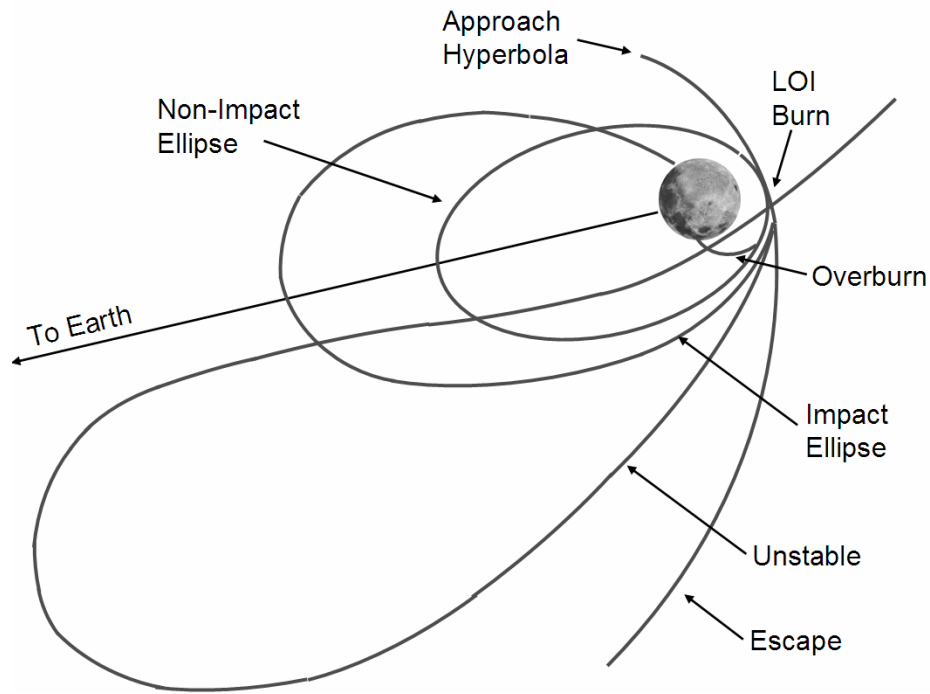 Approach
Hyperbola
LOI
Burn
Non-Impact
Ellipse
Overburn
To Earth
Impact
Ellipse
Unstable
Escape